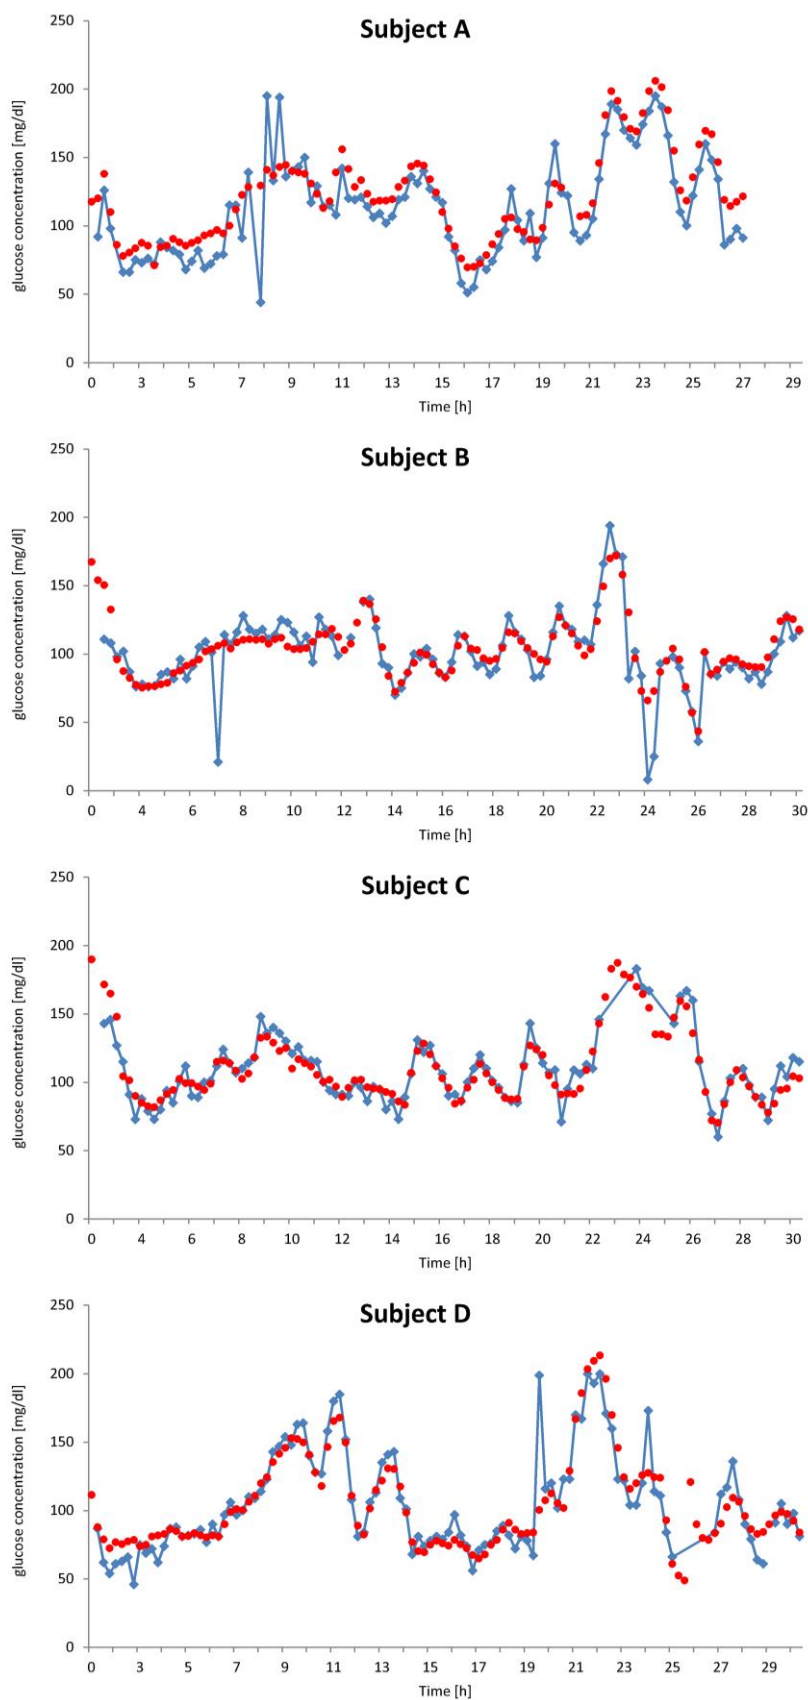 Subject A
glucose concentration [mg/dl]
250
200
150
100
50
0
0 3 4 5 7 9 11 13 15 17 19 21 23 25 27 29
Time [h]
Subject B
glucose concentration [mg/dl]
250
200
150
100
50
0
0 3 4 6 8 10 12 14 16 18 20 22 24 26 28 30
Time [h]
Subject C
glucose concentration [mg/dl]
250
200
150
100
50
0
0 4 6 8 10 12 14 16 18 20 22 24 26 28 30
Time [h]
Subject D
glucose concentration [mg/dl]
250
200
150
100
50
0
0 3 5 7 9 11 13 15 17 19 21 23 25 27 29
Time [h]